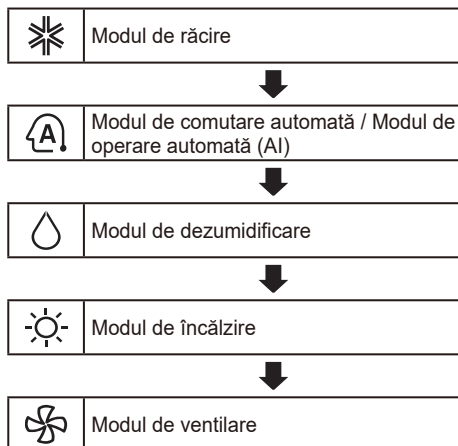 Modul de răcire
A
Modul de comutare automată / Modul de
operare automată (AI)
Modul de dezumidificare
Modul de încălzire
Modul de ventilare